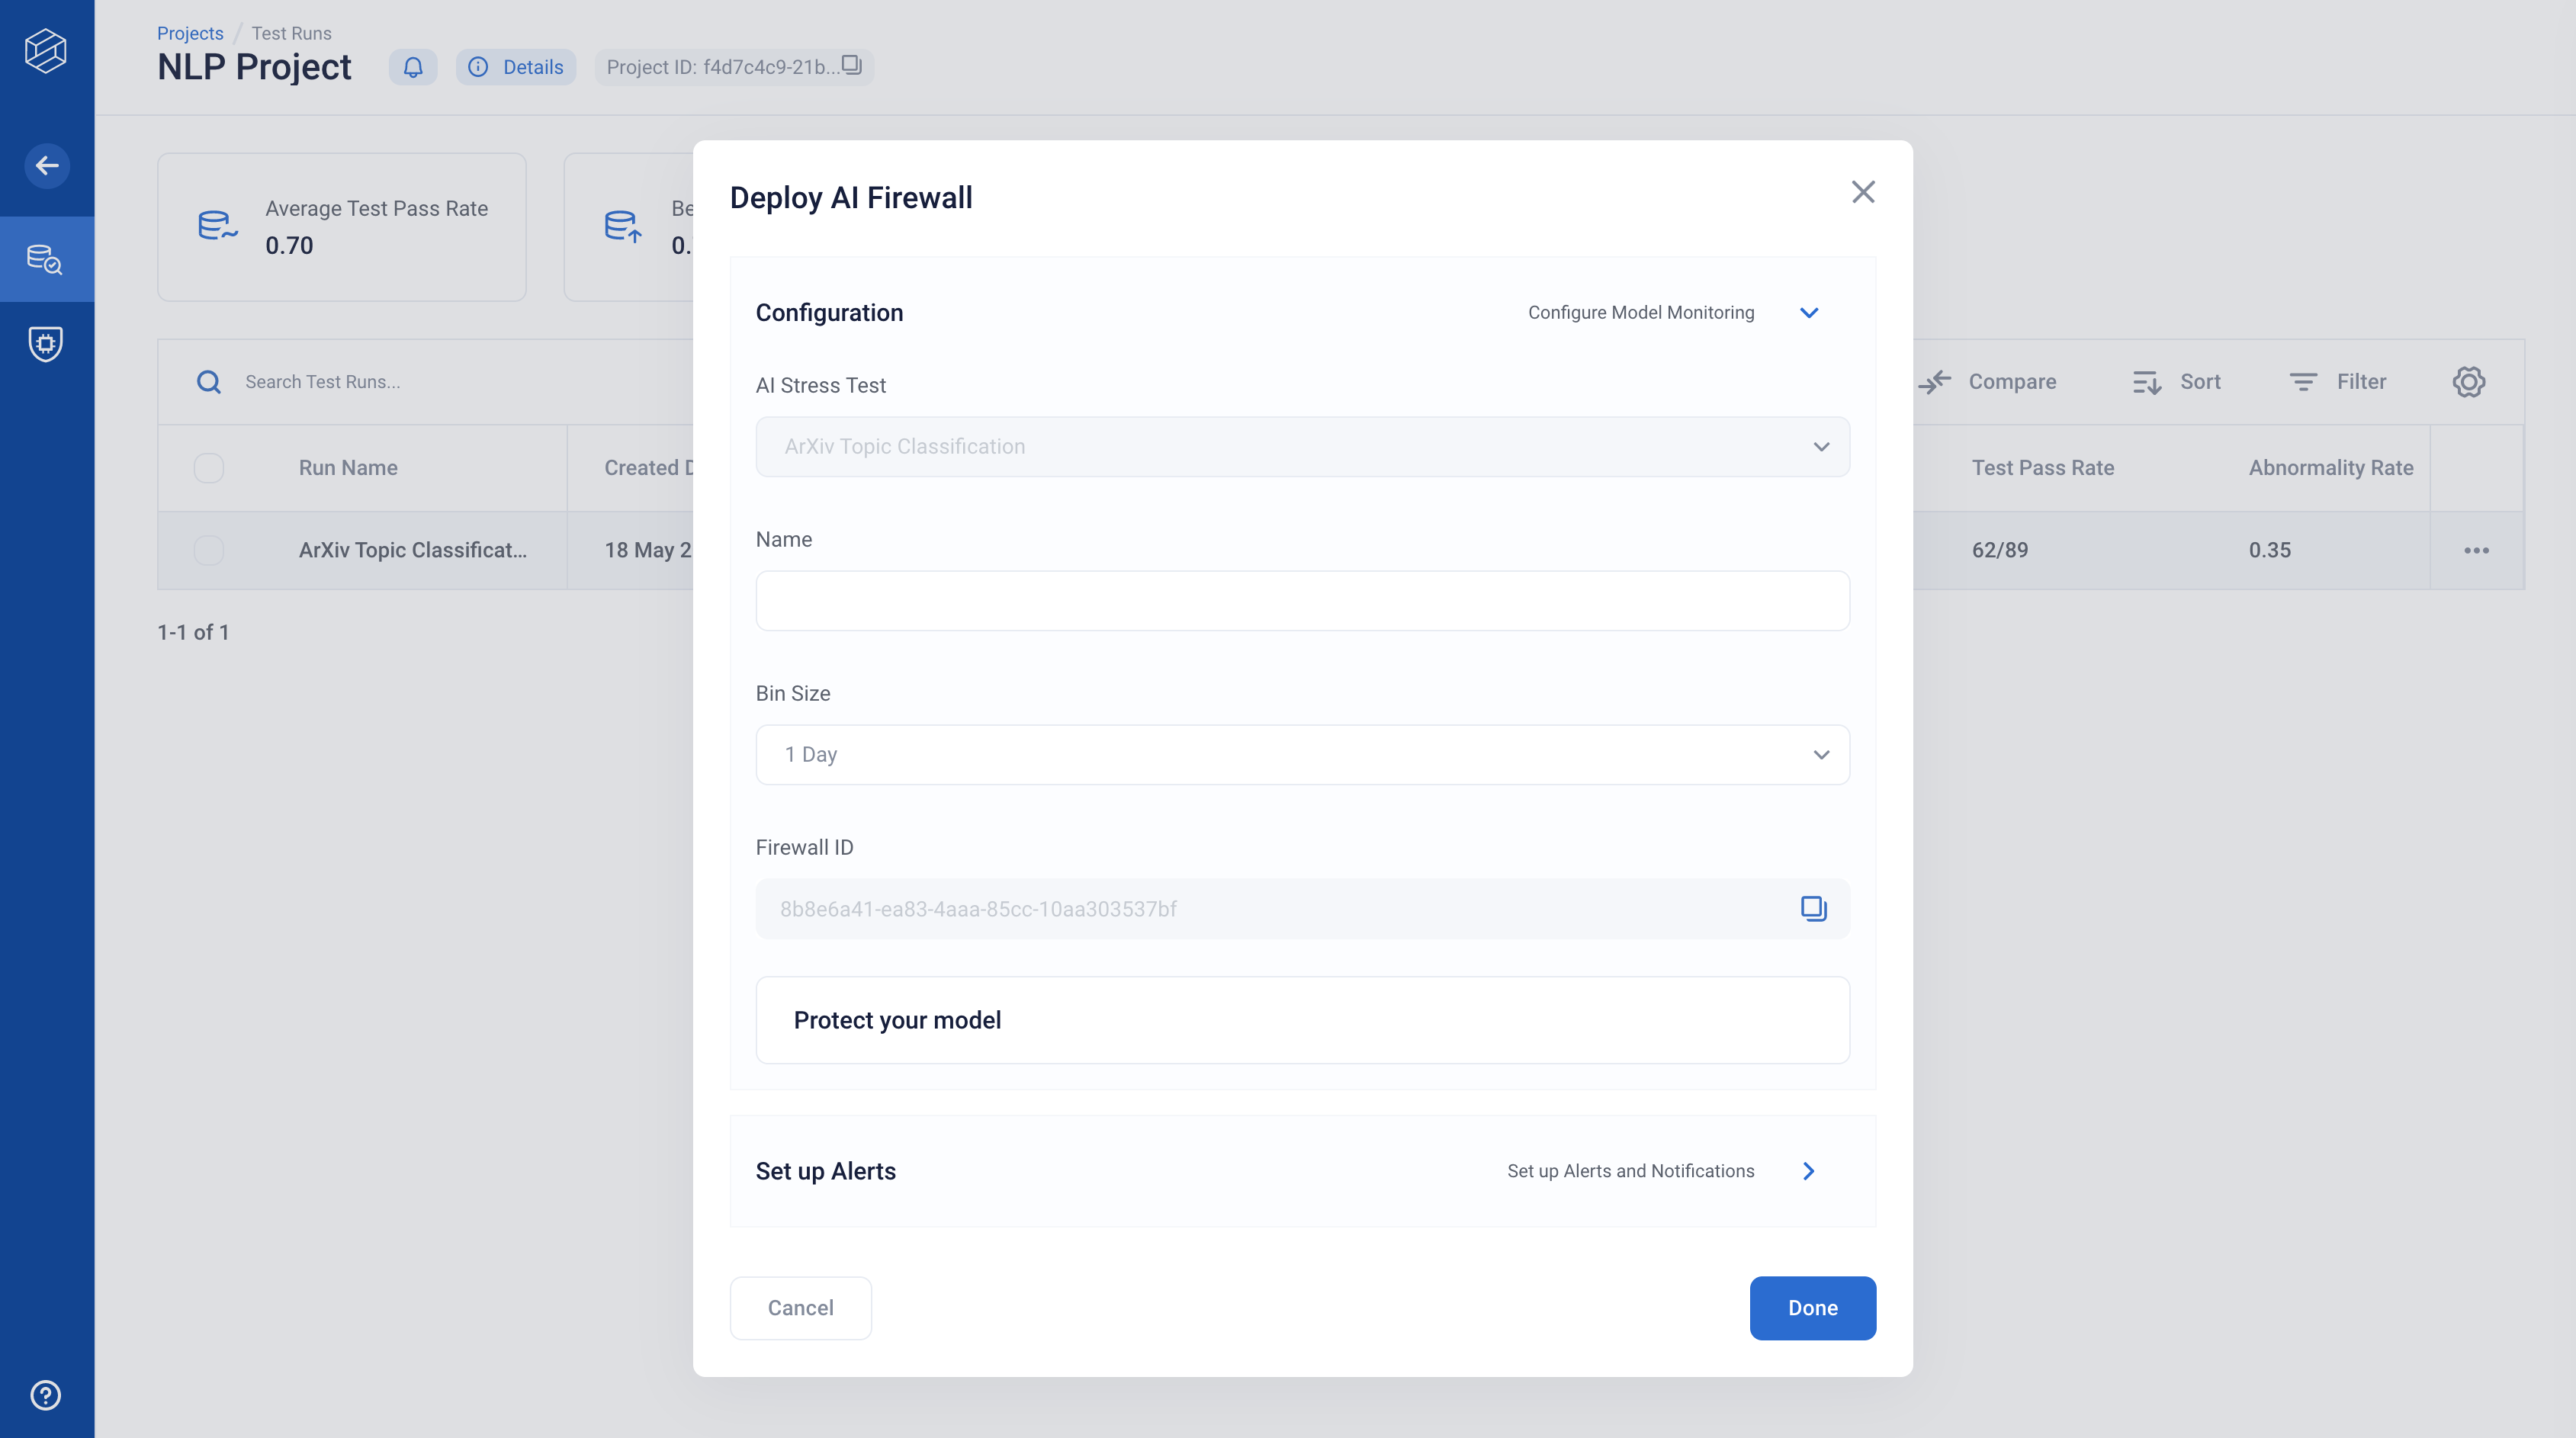 Projects / Test Runs
NLP Project
Details
Project ID: f4d7c4c9-21b...
Average Test Pass Rate
0.70
Be
0.
Search Test Runs...
Compare
Sort
Filter
Run Name
Created D
Test Pass Rate
Abnormality Rate
ArXiv Topic Classificat...
18 May 2
62/89
0.35
1-1 of 1
Deploy AI Firewall
Configuration
Configure Model Monitoring
AI Stress Test
ArXiv Topic Classification
Name
Bin Size
1 Day
Firewall ID
8b8e6a41-ea83-4aaa-85cc-10aa303537bf
Protect your model
Set up Alerts
Set up Alerts and Notifications
Cancel
Done